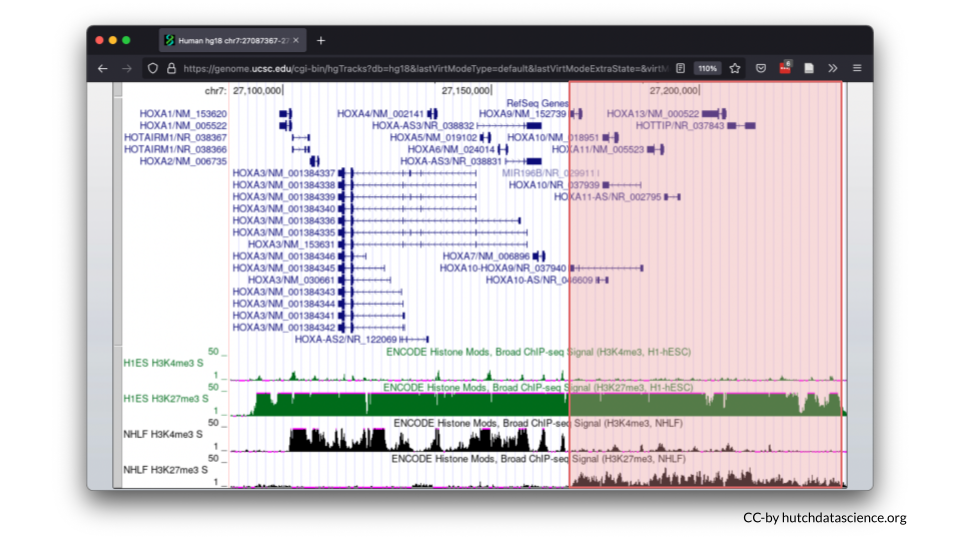 Human hg18 chr7:27087367-27
https://genome.ucsc.edu/cgi-bin/hgTracks?db=hg18&lastVirtModeType=default&lastVirtModeExtraState=&virtM
110%
chr7: 27,100,000 27,150,000 27,200,000
RefSeq Genes
HOXA1/NM_153620 HOXA4/NM_002141 HOXA9/NM_152739 HOXA13/NM_000522
HOXA1/NM_005522 HOXA-AS3/NR_038832 HOTTIP/NR_037843
HOTAIRM1/NR_038367 HOXA5/NM_019102 HOXA10/NM_018951
HOTAIRM1/NR_038366 HOXA6/NM_024014 HOXA11/NM_005523
HOXA2/NM_006735 HOXA-AS3/NR_038831
HOXA3/NM_001384337 MIR196B/NR_029911
HOXA3/NM_001384338 HOXA10/NR_037939
HOXA3/NM_001384339 HOXA11-AS/NR_002795
HOXA3/NM_001384340
HOXA3/NM_001384336
HOXA3/NM_001384335
HOXA3/NM_153631
HOXA3/NM_001384346 HOXA7/NM_006896
HOXA3/NM_001384345 HOXA10-HOXA9/NR_037940
HOXA3/NM_030661 HOXA10-AS/NR_046609
HOXA3/NM_001384343
HOXA3/NM_001384344
HOXA3/NM_001384341
HOXA3/NM_001384342
HOXA-AS2/NR_122069
ENCODE Histone Mods, Broad ChIP-seq Signal (H3K4me3, H1-hESC)
50 _
H1ES H3K4me3 S
1 _
ENCODE Histone Mods, Broad ChIP-seq Signal (H3K27me3, H1-hESC)
50 _
H1ES H3K27me3 S
1 _
ENCODE Histone Mods, Broad ChIP-seq Signal (H3K4me3, NHLF)
50 _
NHLF H3K4me3 S
1 _
ENCODE Histone Mods, Broad ChIP-seq Signal (H3K27me3, NHLF)
50 _
NHLF H3K27me3 S
1 _
CC-by hutchdatascience.org